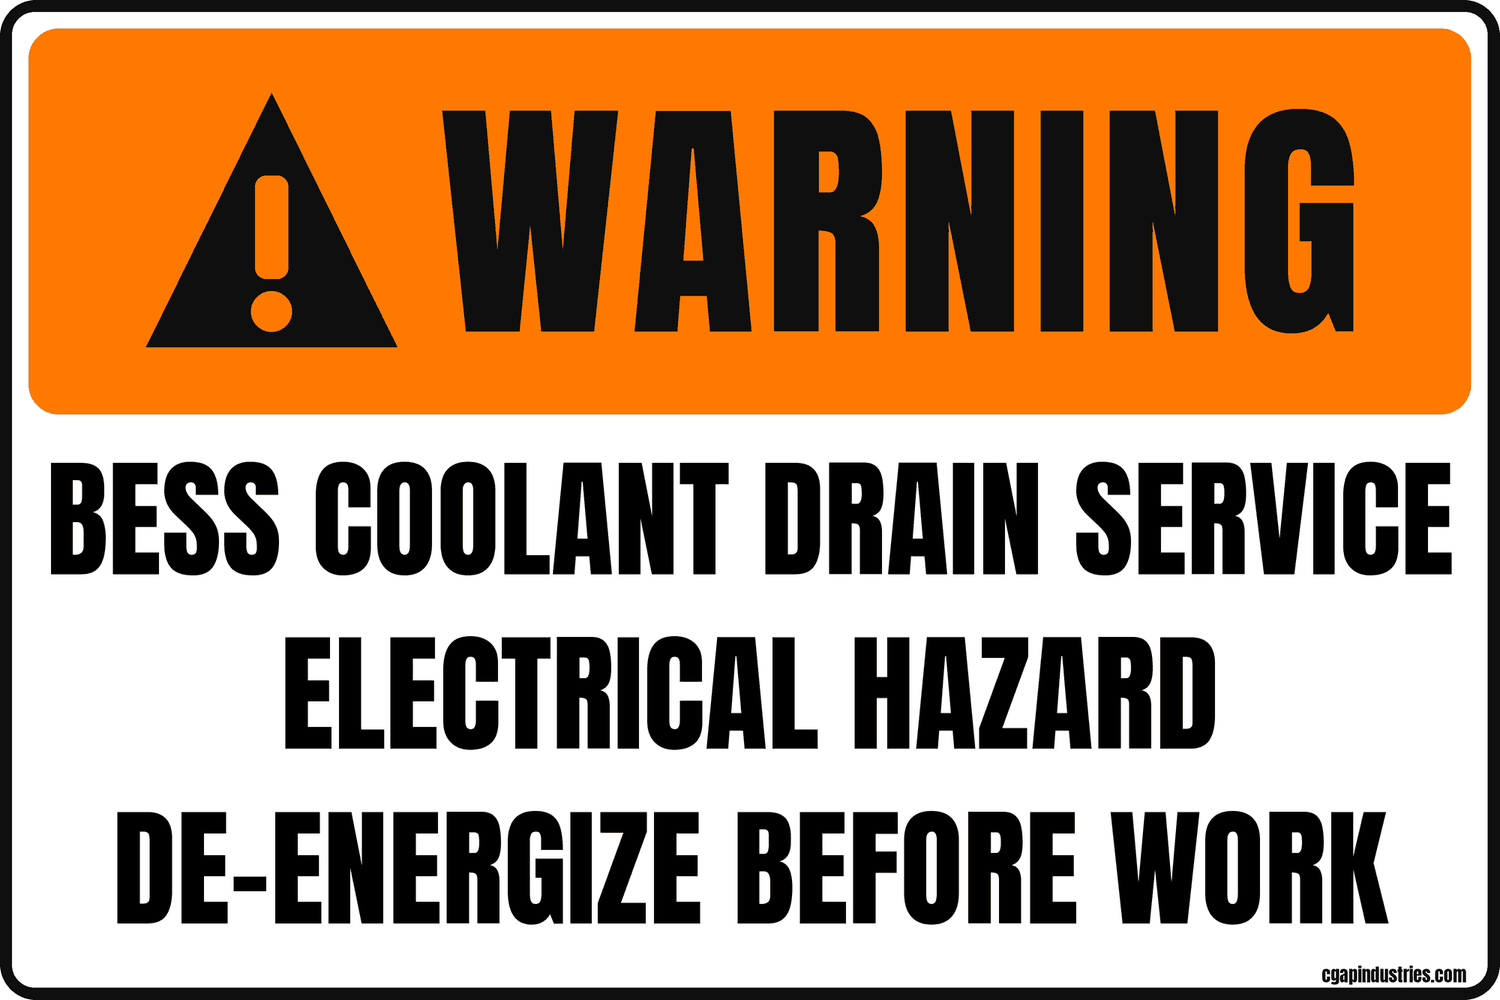 WARNING
BESS COOLANT DRAIN SERVICE
ELECTRICAL HAZARD
DE-ENERGIZE BEFORE WORK
cgapindustries.com